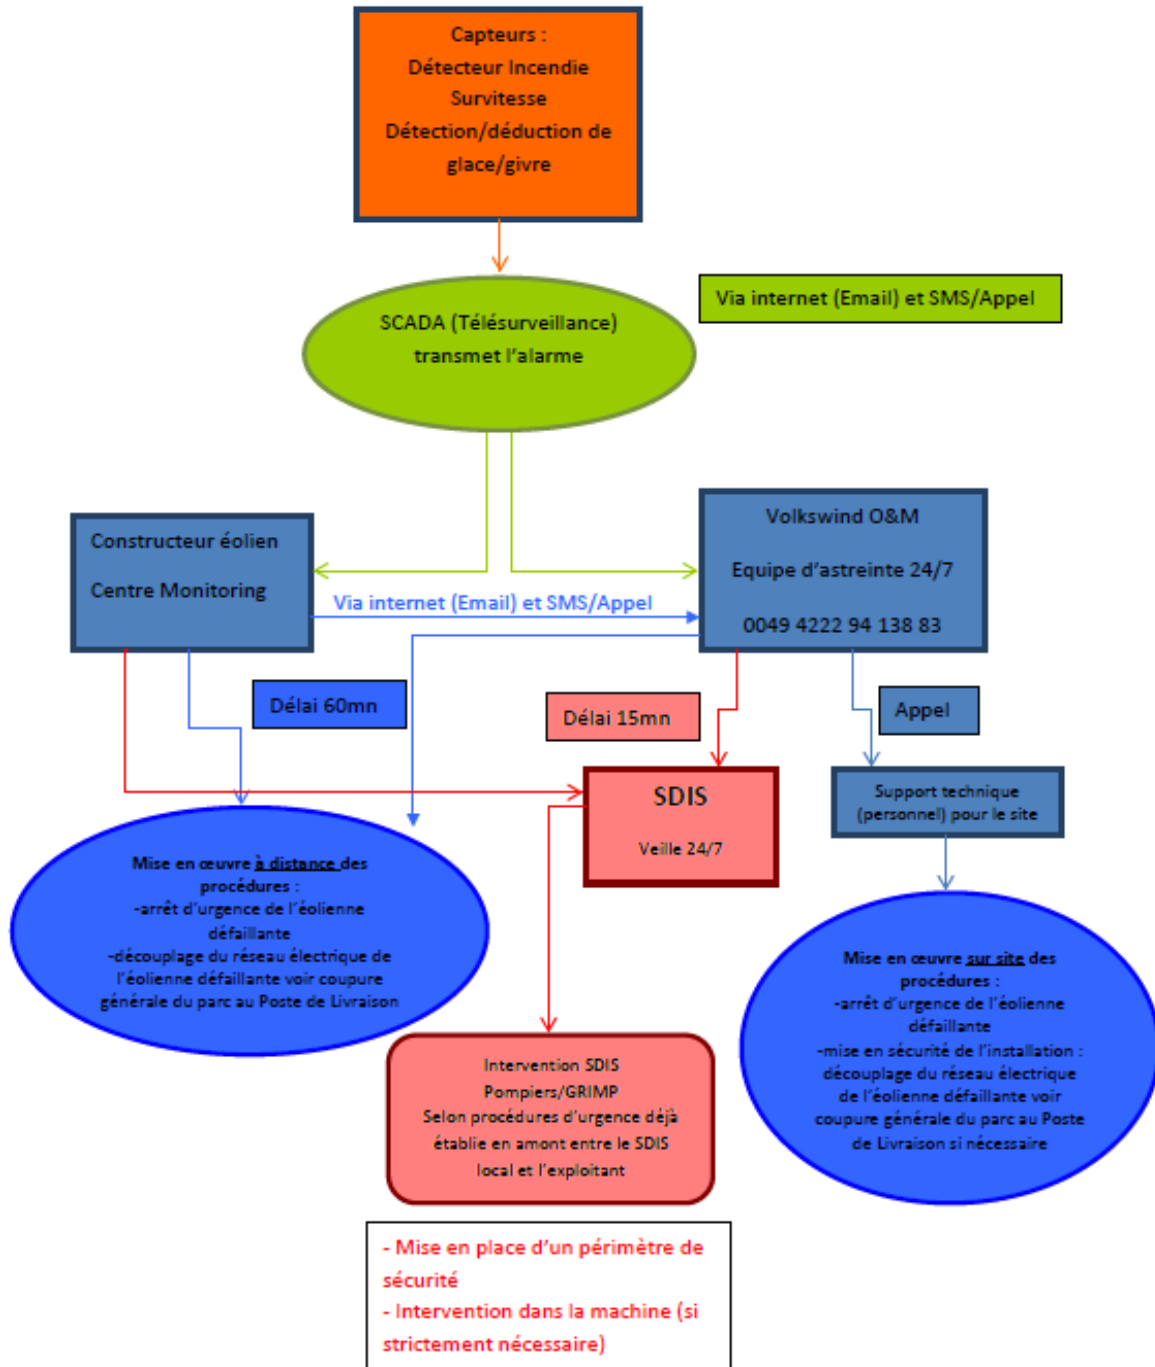 Capteurs :
Détecteur Incendie
Survitesse
Détection/déduction de
glace/givre
Via internet (Email) et SMS/Appel
SCADA (Télésurveillance)
transmet l'alarme
Constructeur éolien
Centre Monitoring
Volkswind O&M
Equipe d'astreinte 24/7
0049 4222 94 138 83
Via internet (Email) et SMS/Appel
Délai 60mn
Délai 15mn
Appel
SDIS
Veille 24/7
Support technique
(personnel) pour le site
Mise en œuvre à distance des
procédures :
-arrêt d'urgence de l'éolienne
défaillante
-découplage du réseau électrique de
l'éolienne défaillante voir coupure
générale du parc au Poste de Livraison
Mise en œuvre sur site des
procédures :
-arrêt d'urgence de l'éolienne
défaillante
-mise en sécurité de l'installation :
découplage du réseau électrique
de l'éolienne défaillante voir
coupure générale du parc au Poste
de Livraison si nécessaire
Intervention SDIS
Pompiers/GRIMP
Selon procédures d'urgence déjà
établie en amont entre le SDIS
local et l'exploitant
- Mise en place d'un périmètre de
sécurité
- Intervention dans la machine (si
strictement nécessaire)